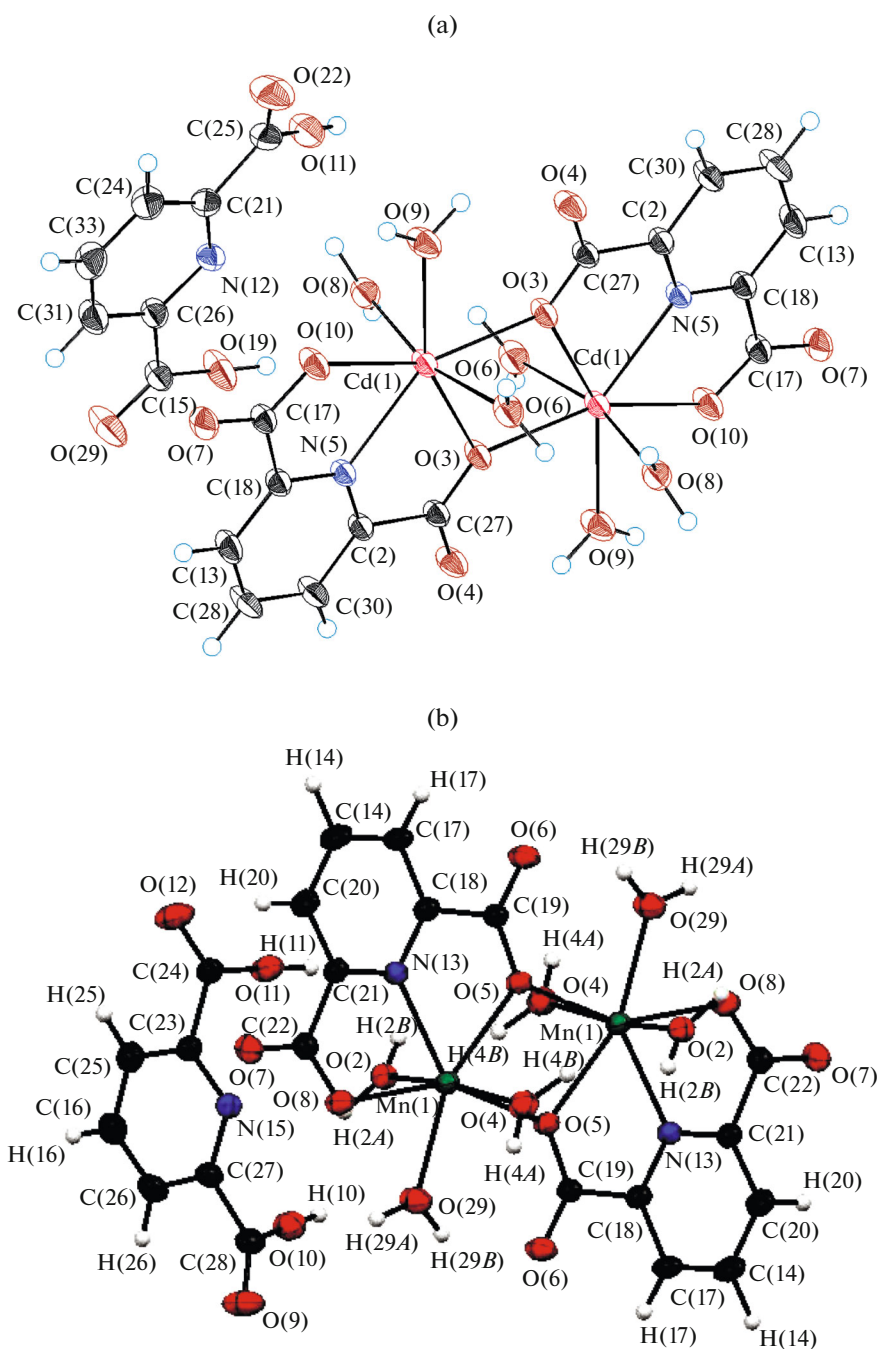 (a)
O(22)
C(25)
O(11)
C(28)
C(30)
C(24)
C(21)
O(4)
C(2)
C(33)
O(9)
C(13)
N(12)
O(8)
O(3)
C(27)
C(18)
C(31)
C(26)
N(5)
O(19)
O(10)
Cd(1)
Cd(1)
O(6)
C(15)
C(17)
O(7)
O(6)
C(17)
O(29)
O(7)
N(5)
O(3)
O(10)
C(18)
O(8)
C(27)
C(13)
C(2)
O(9)
C(28)
C(30)
O(4)
(b)
H(14)
H(17)
C(14)
C(17)
O(6)
H(29B)
H(29A)
O(12)
H(20)
C(20)
C(18)
C(19)
O(29)
H(11)
H(4A)
C(24)
N(13)
H(2A)
O(11)
C(21)
O(5)
O(4)
O(8)
H(25)
C(23)
C(22)
H(2B)
Mn(1)
H(4B)
H(4B)
O(2)
C(25)
O(7)
O(2)
C(22)
O(7)
C(16)
O(8)
Mn(1)
H(2B)
N(15)
O(4)
O(5)
H(16)
H(2A)
C(21)
C(27)
H(4A)
C(19)
N(13)
C(26)
H(10)
H(20)
O(29)
C(18)
C(20)
H(26)
O(10)
H(29A)
C(28)
H(29B)
O(6)
C(14)
C(17)
O(9)
H(17)
H(14)